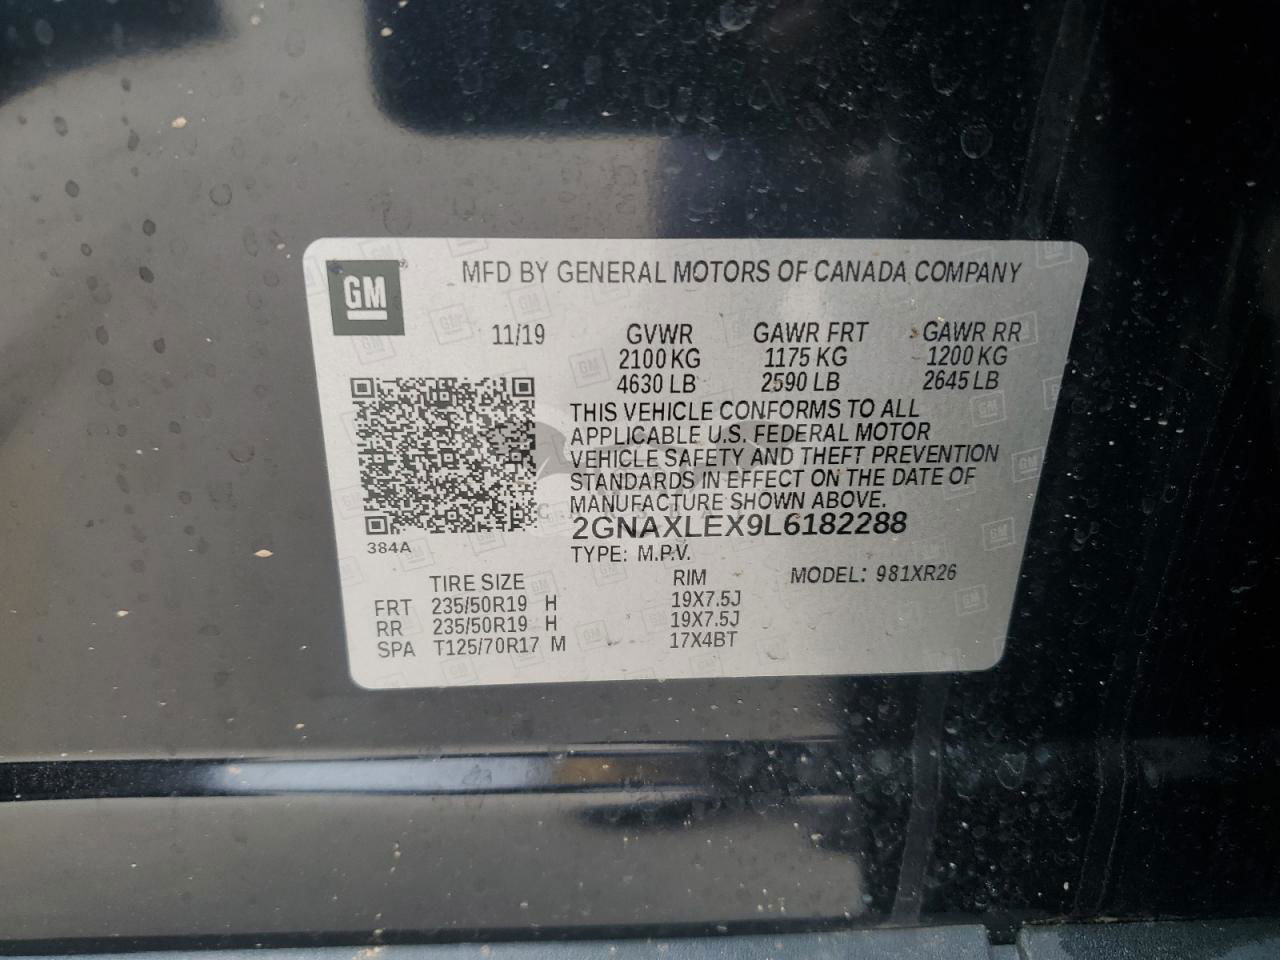 GM
MFD BY GENERAL MOTORS OF CANADA COMPANY
11/19 GVWR GAWR FRT GAWR RR
2100 KG 1175 KG 1200 KG
4630 LB 2590 LB 2645 LB
THIS VEHICLE CONFORMS TO ALL
APPLICABLE U.S. FEDERAL MOTOR
VEHICLE SAFETY AND THEFT PREVENTION
STANDARDS IN EFFECT ON THE DATE OF
MANUFACTURE SHOWN ABOVE.
2GNAXLEX9L6182288
384A
TYPE: M.P.V.
TIRE SIZE RIM MODEL: 981XR26
FRT 235/50R19 H 19X7.5J
RR 235/50R19 H 19X7.5J
SPA T125/70R17 M 17X4BT